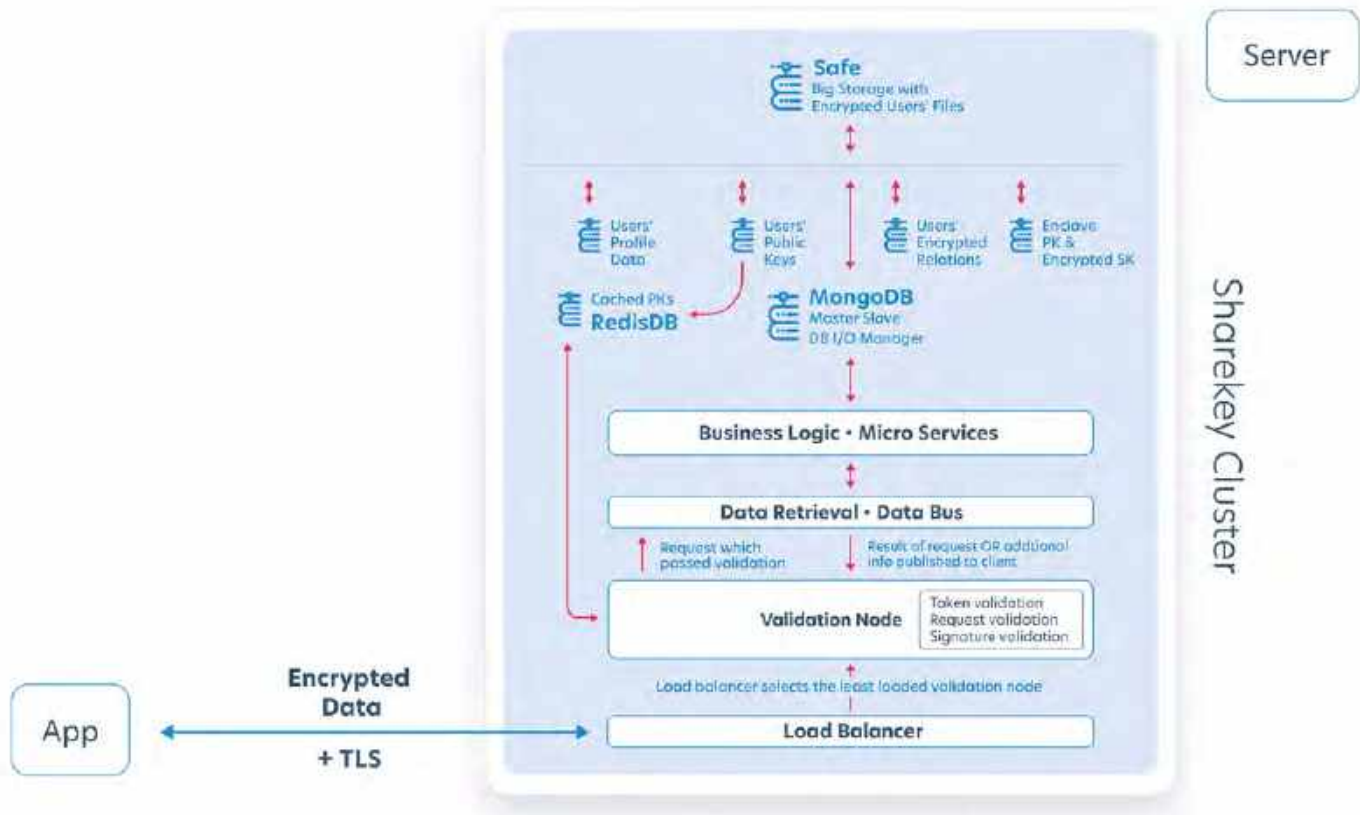 Server
Safe
Big Storage with
Encrypted Users' Files
Users'
Profile
Data
Users'
Public
Keys
Users'
Encrypted
Relations
Enclave
PK &
Encrypted SK
Cached PKs
RedisDB
MongoDB
Master Slave
DB I/O Manager
Business Logic • Micro Services
Data Retrieval • Data Bus
Request which
passed validation
Result of request OR additional
info published to client
Validation Node
Token validation
Request validation
Signature validation
Load balancer selects the least loaded validation node
Load Balancer
App
Encrypted
Data
+ TLS
Sharekey Cluster